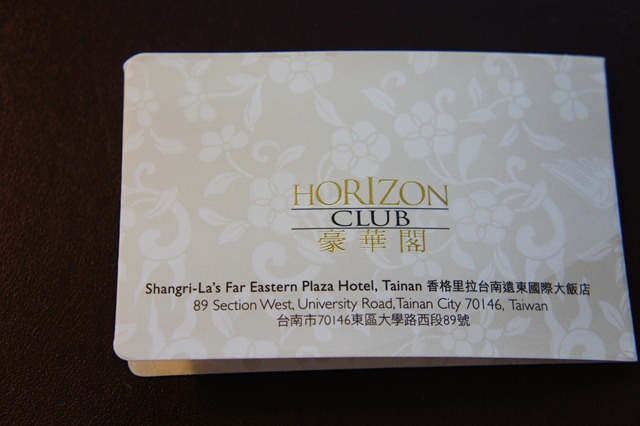 HORIZON
CLUB
豪華閣
Shangri-La's Far Eastern Plaza Hotel, Tainan 香格里拉台南遠東國際大飯店
89 Section West, University Road, Tainan City 70146, Taiwan
台南市70146東區大學路西段89號